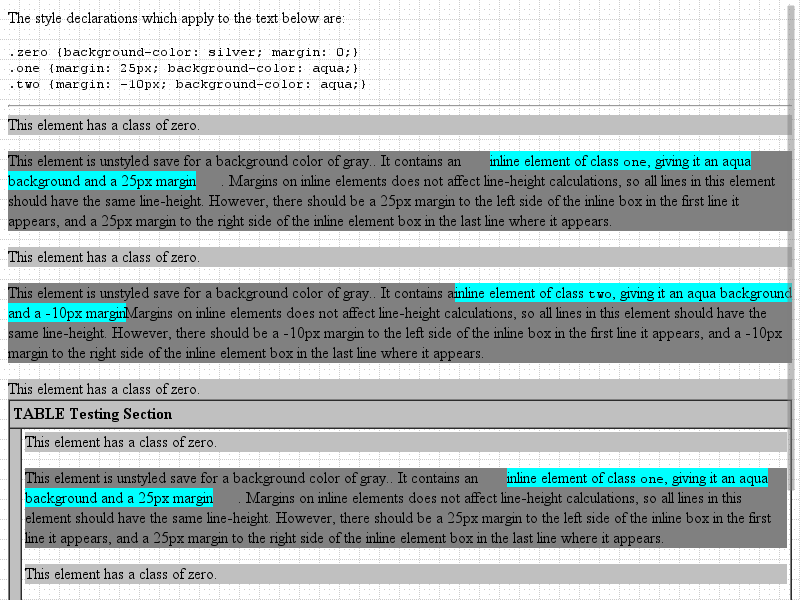 The style declarations which apply to the text below are:
.zero {background-color: silver; margin: 0;}
.one {margin: 25px; background-color: aqua;}
.two {margin: -10px; background-color: aqua;}
This element has a class of zero.
This element is unstyled save for a background color of gray.. It contains an inline element of class one, giving it an aqua
background and a 25px margin. Margins on inline elements does not affect line-height calculations, so all lines in this element
should have the same line-height. However, there should be a 25px margin to the left side of the inline box in the first line it
appears, and a 25px margin to the right side of the inline element box in the last line where it appears.
This element has a class of zero.
This element is unstyled save for a background color of gray.. It contains a inline element of class two, giving it an aqua background
and a -10px margin Margins on inline elements does not affect line-height calculations, so all lines in this element should have the
same line-height. However, there should be a -10px margin to the left side of the inline box in the first line it appears, and a -10px
margin to the right side of the inline element box in the last line where it appears.
This element has a class of zero.
TABLE Testing Section
This element has a class of zero.
This element is unstyled save for a background color of gray.. It contains an inline element of class one, giving it an aqua
background and a 25px margin. Margins on inline elements does not affect line-height calculations, so all lines in this
element should have the same line-height. However, there should be a 25px margin to the left side of the inline box in the first
line it appears, and a 25px margin to the right side of the inline element box in the last line where it appears.
This element has a class of zero.